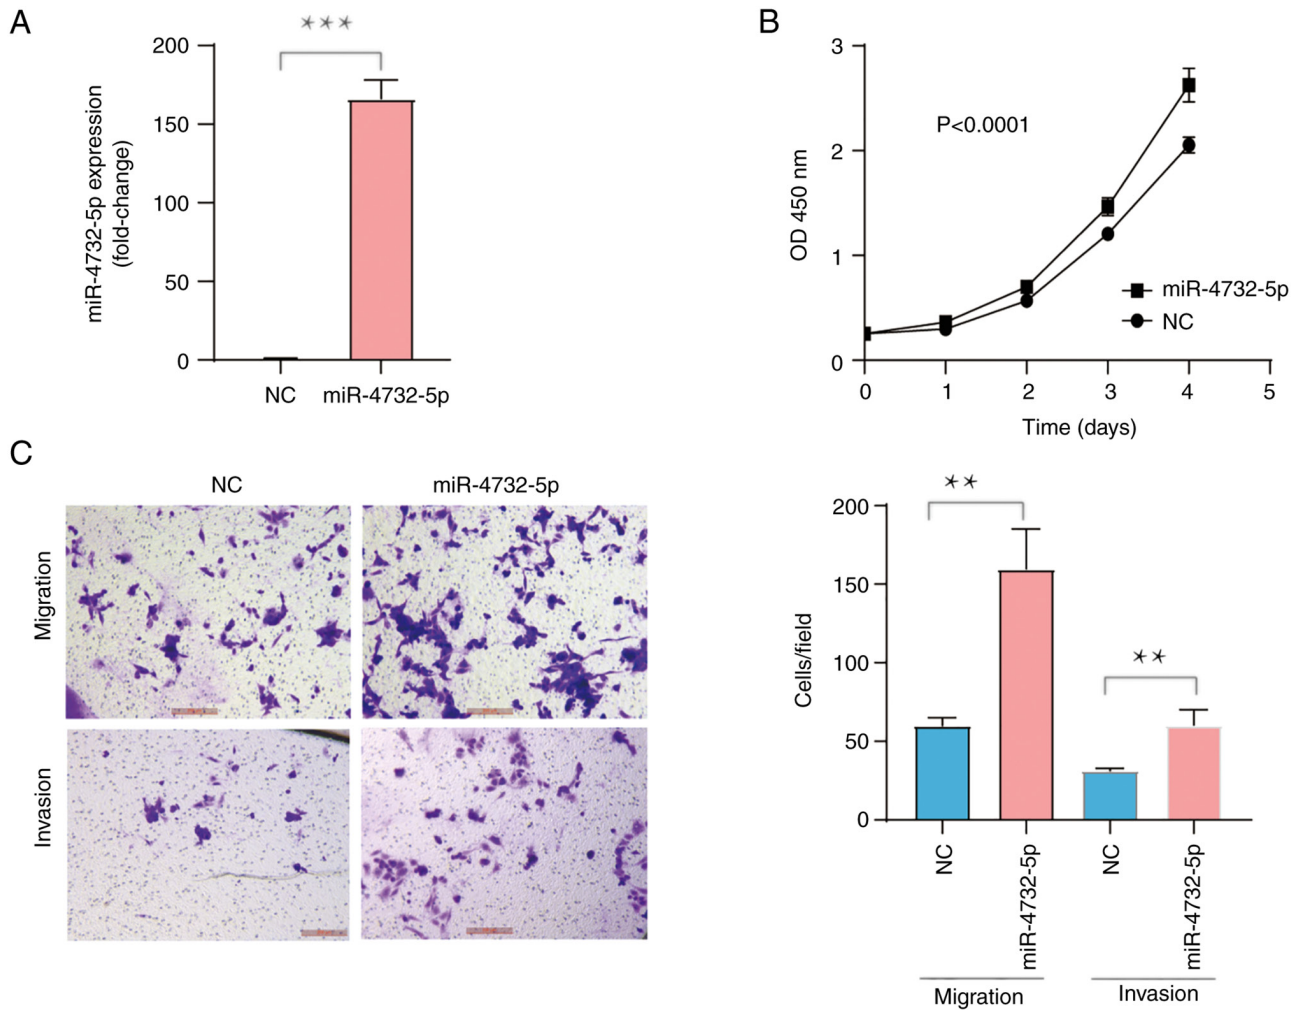 A
★★★
200
150
100
50
0
miR-4732-5p expression
(fold-change)
NC miR-4732-5p
B
3
2
1
0
OD 450 nm
P<0.0001
miR-4732-5p
NC
0 1 2 3 4 5
Time (days)
C
NC miR-4732-5p
Migration
Invasion
★★
★★
200
150
100
50
0
Cells/field
NC miR-4732-5p NC miR-4732-5p
Migration Invasion